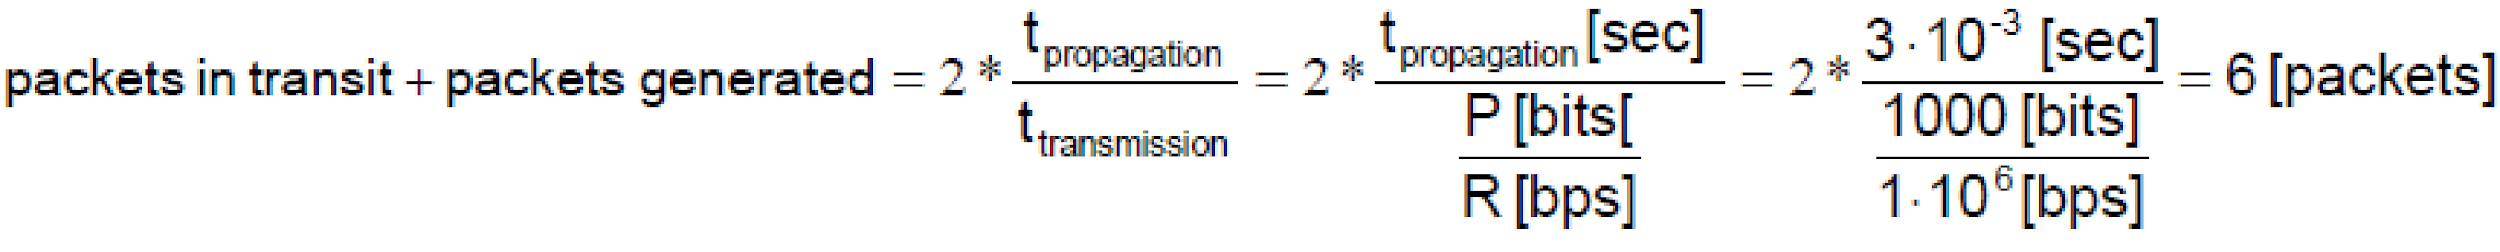 packets in transit + packets generated = 2 * t_propagation / t_transmission = 2 * t_propagation [sec] / (P [bits[ / R [bps]) = 2 * 3·10^-3 [sec] / (1000 [bits] / 1·10^6 [bps]) = 6 [packets]